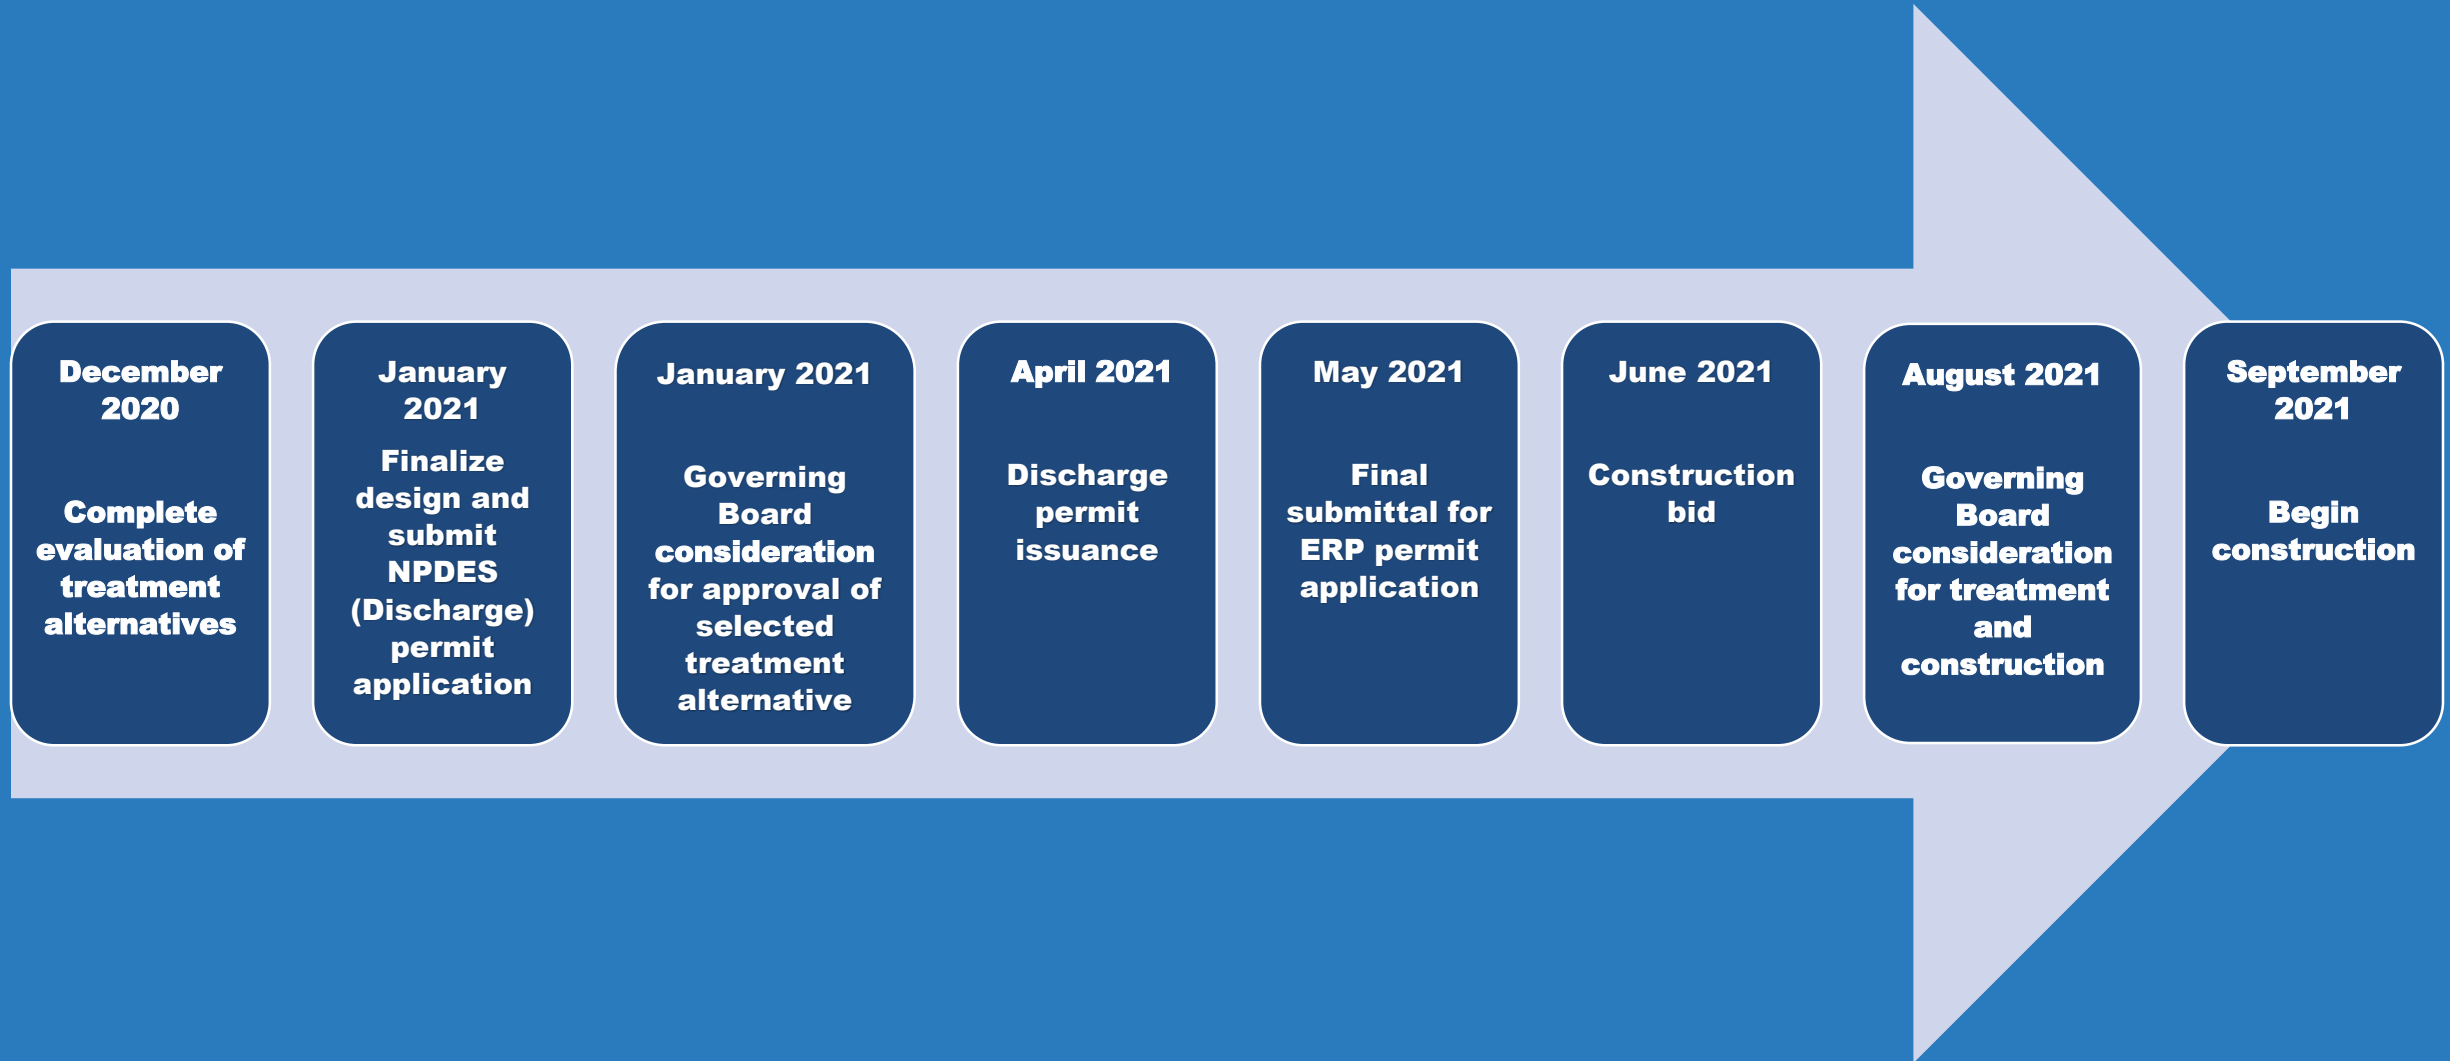 December
2020
Complete
evaluation of
treatment
alternatives
January
2021
Finalize
design and
submit
NPDES
(Discharge)
permit
application
January 2021
Governing
Board
consideration
for approval of
selected
treatment
alternative
April 2021
Discharge
permit
issuance
May 2021
Final
submittal for
ERP permit
application
June 2021
Construction
bid
August 2021
Governing
Board
consideration
for treatment
and
construction
September
2021
Begin
construction